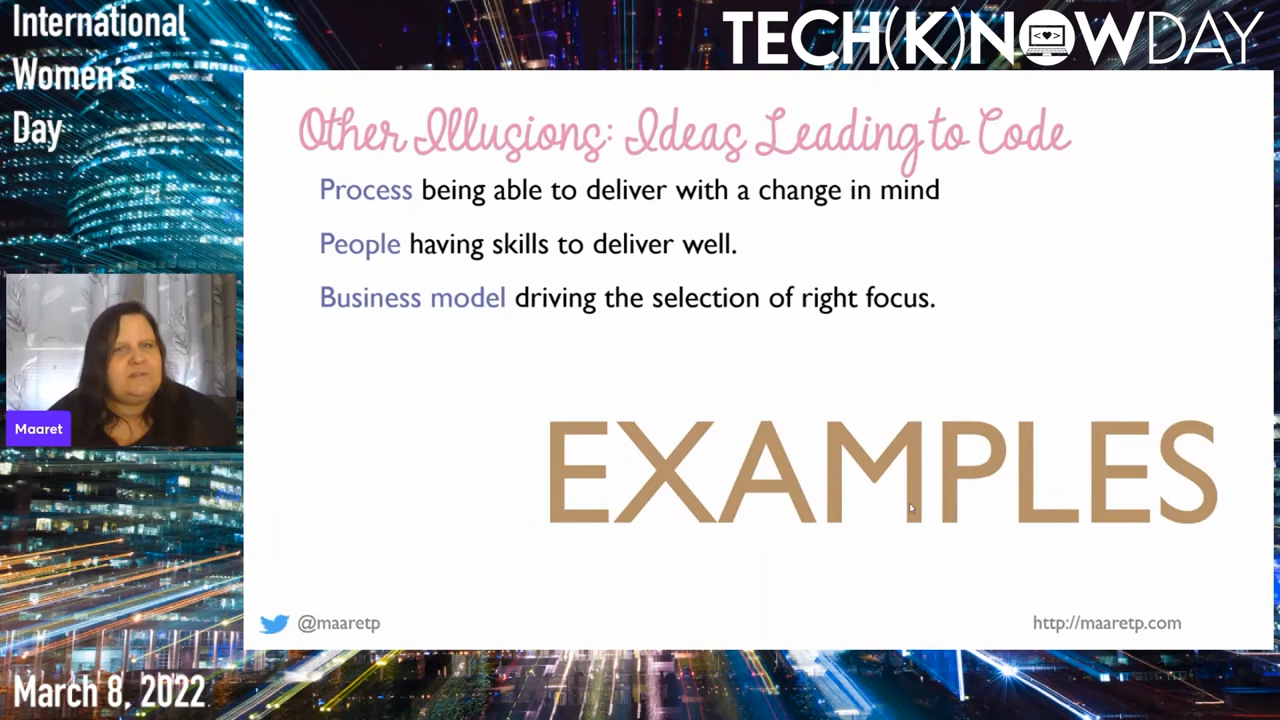 International
Women's
Day
TECH(K)NOWDAY
Other Illusions: Ideas Leading to Code
Process being able to deliver with a change in mind
People having skills to deliver well.
Business model driving the selection of right focus.
Maaret
EXAMPLES
@maaretp
http://maaretp.com
March 8, 2022